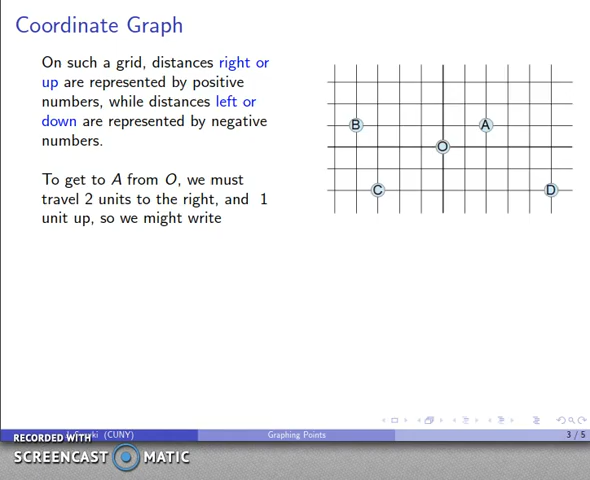 Coordinate Graph
On such a grid, distances right or
up are represented by positive
numbers, while distances left or
down are represented by negative
numbers.
To get to A from O, we must
travel 2 units to the right, and 1
unit up, so we might write
B
A
O
C
D
(CUNY)
Graphing Points
3 / 5
RECORDED WITH
SCREENCAST MATIC